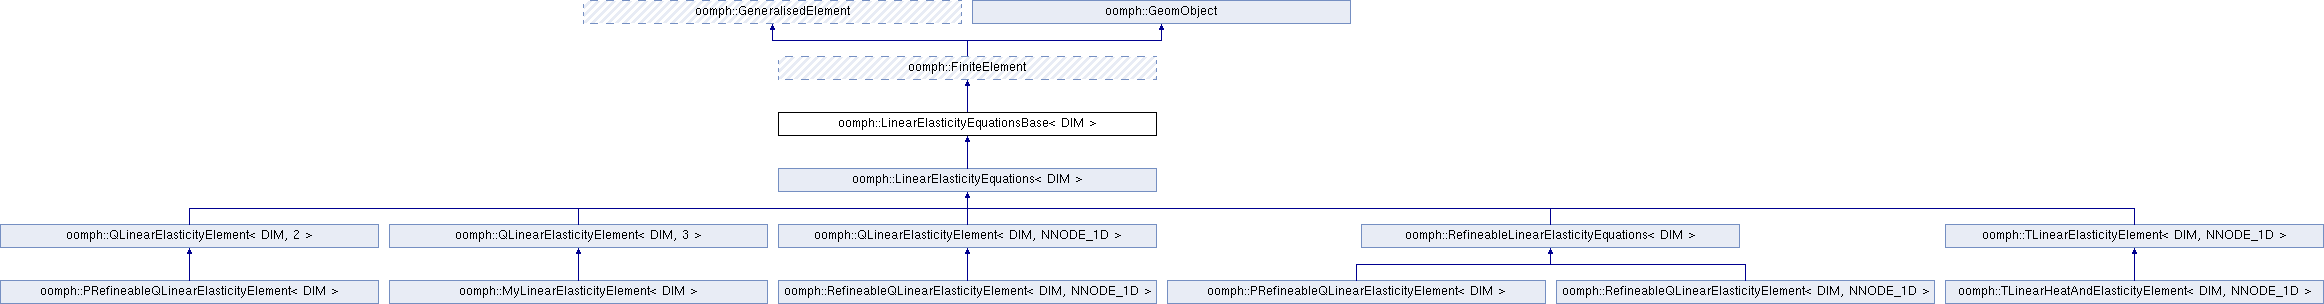 oomph::GeneralisedElement
oomph::GeomObject
oomph::FiniteElement
oomph::LinearElasticityEquationsBase< DIM >
oomph::LinearElasticityEquations< DIM >
oomph::QLinearElasticityElement< DIM, 2 >
oomph::QLinearElasticityElement< DIM, 3 >
oomph::QLinearElasticityElement< DIM, NNODE_1D >
oomph::RefineableLinearElasticityEquations< DIM >
oomph::TLinearElasticityElement< DIM, NNODE_1D >
oomph::PRefineableQLinearElasticityElement< DIM >
oomph::MyLinearElasticityElement< DIM >
oomph::RefineableQLinearElasticityElement< DIM, NNODE_1D >
oomph::PRefineableQLinearElasticityElement< DIM >
oomph::RefineableQLinearElasticityElement< DIM, NNODE_1D >
oomph::TLinearHeatAndElasticityElement< DIM, NNODE_1D >